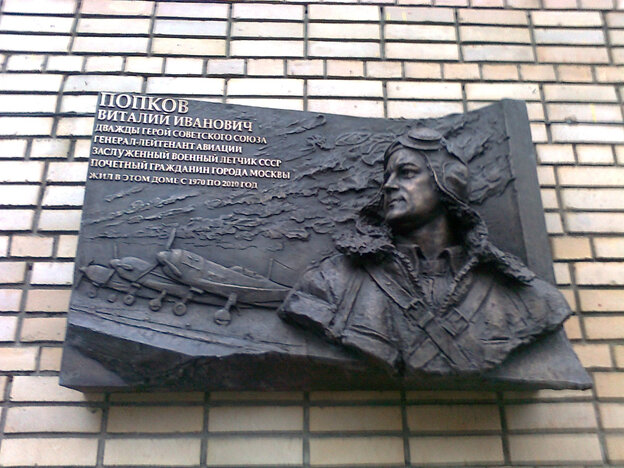 ПОПКОВ
ВИТАЛИЙ ИВАНОВИЧ
ДВАЖДЫ ГЕРОЙ СОВЕТСКОГО СОЮЗА
ГЕНЕРАЛ-ЛЕЙТЕНАНТ АВИАЦИИ
ЗАСЛУЖЕННЫЙ ВОЕННЫЙ ЛЕТЧИК СССР
ПОЧЕТНЫЙ ГРАЖДАНИН ГОРОДА МОСКВЫ
ЖИЛ В ЭТОМ ДОМЕ С 1970 ПО 2010 ГОД